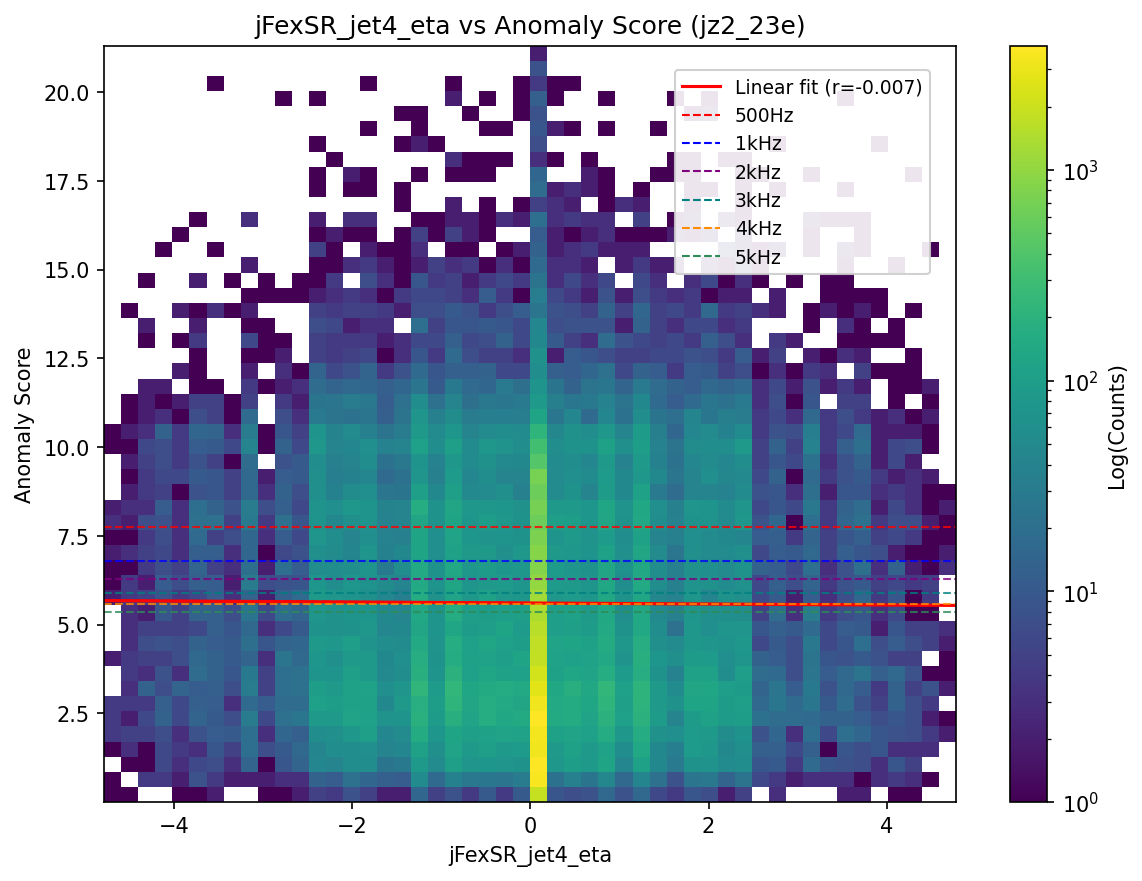 jFexSR_jet4_eta vs Anomaly Score (jz2_23e)
Linear fit (r=-0.007)
500Hz
1kHz
2kHz
3kHz
4kHz
5kHz
Anomaly Score
20.0
17.5
15.0
12.5
10.0
7.5
5.0
2.5
−4
−2
0
2
4
jFexSR_jet4_eta
10³
10²
10¹
10⁰
Log(Counts)